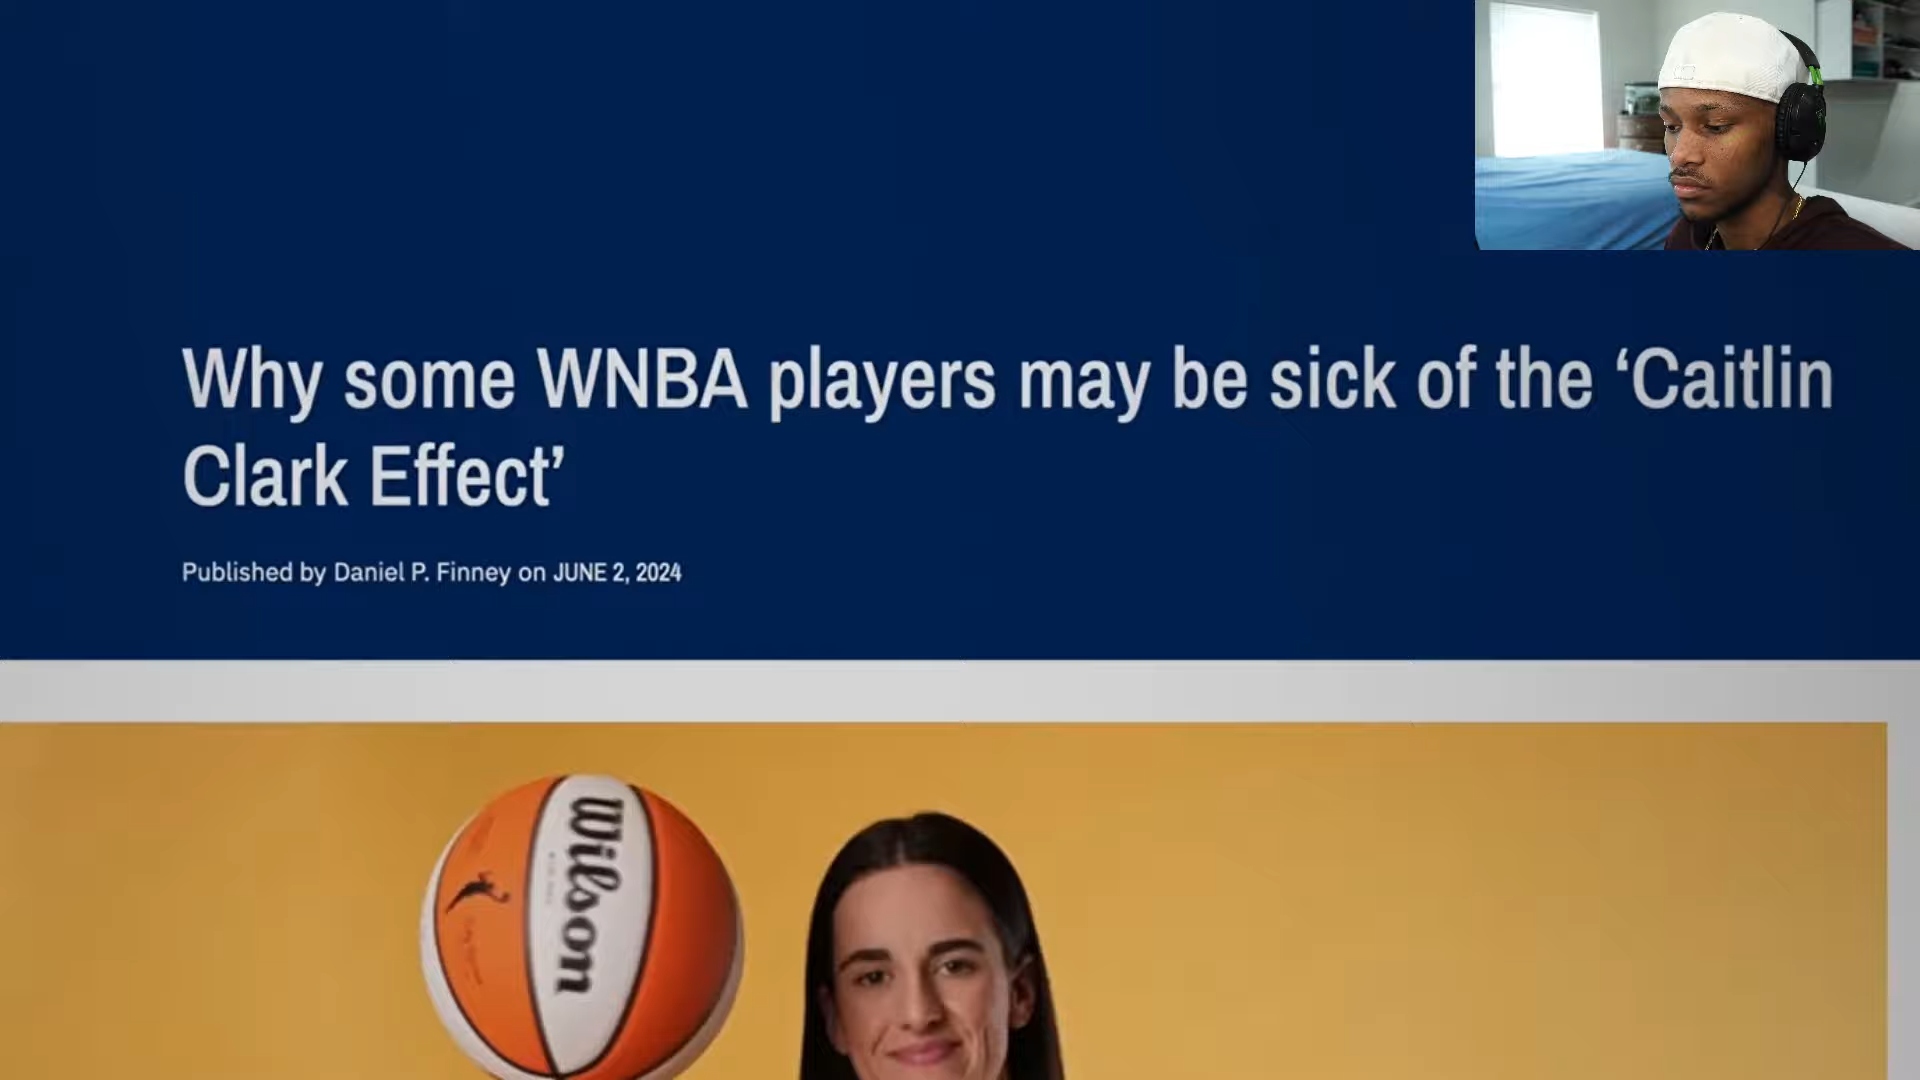 Why some WNBA players may be sick of the ‘Caitlin
Clark Effect’
Published by Daniel P. Finney on JUNE 2, 2024
Wilson